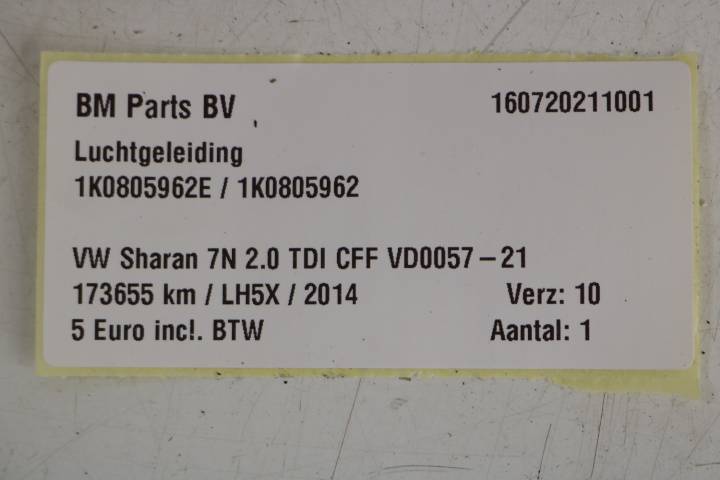 BM Parts BV 160720211001
Luchtgeleiding
1K0805962E / 1K0805962
VW Sharan 7N 2.0 TDI CFF VD0057-21
173655 km / LH5X / 2014 Verz: 10
5 Euro incl. BTW Aantal: 1